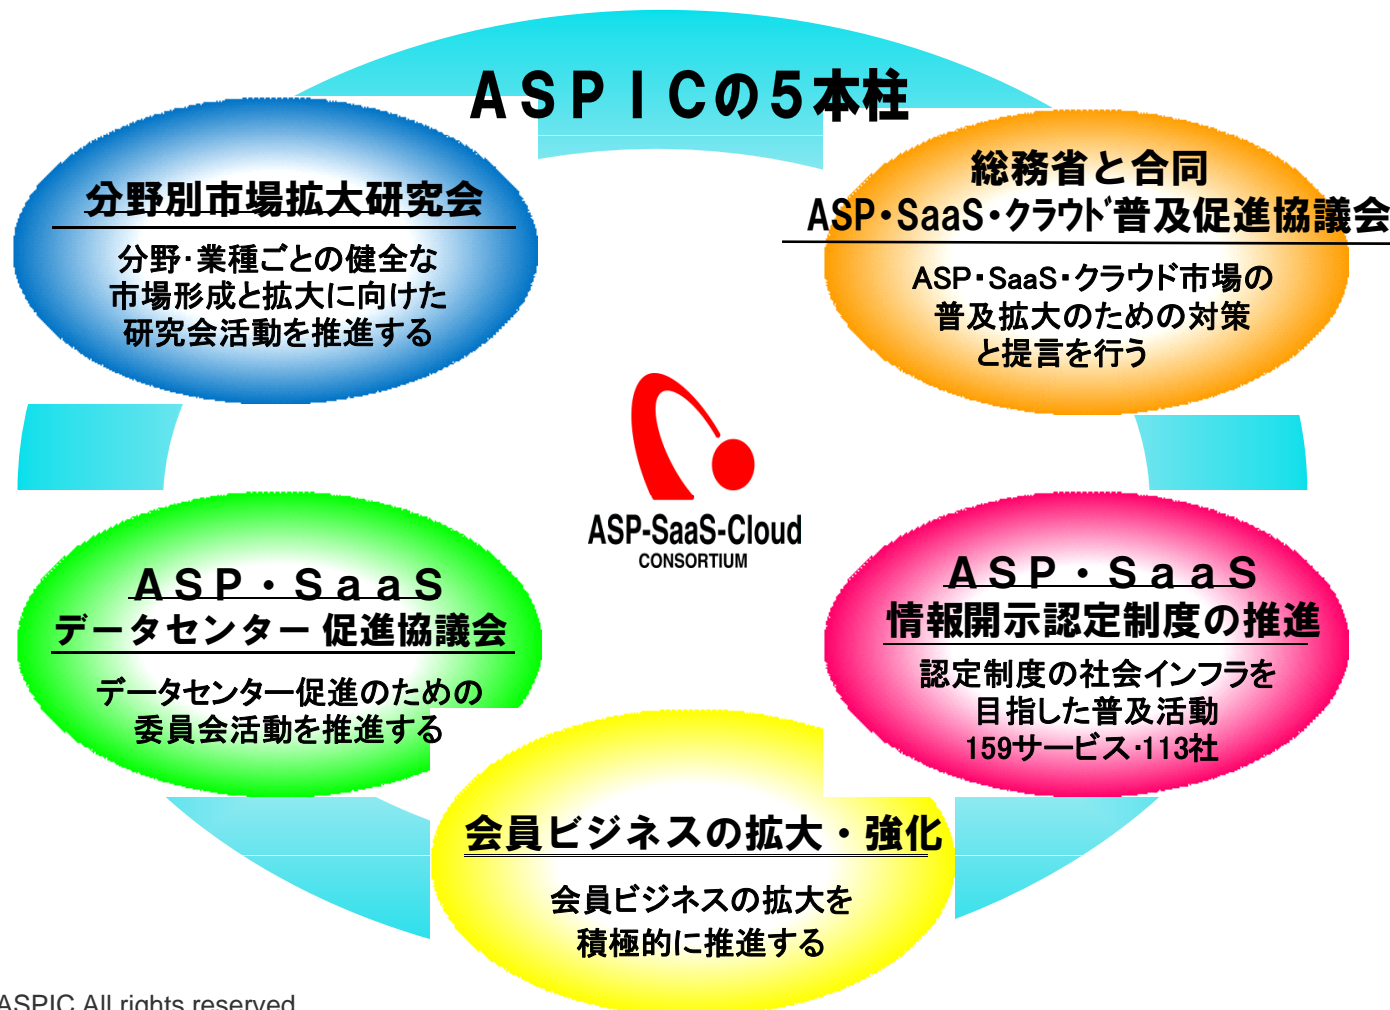 ＡＳＰＩＣの５本柱
分野別市場拡大研究会
分野・業種ごとの健全な
市場形成と拡大に向けた
研究会活動を推進する
総務省と合同
ASP・SaaS・クラウド普及促進協議会
ASP・SaaS・クラウド市場の
普及拡大のための対策
と提言を行う
ASP-SaaS-Cloud
CONSORTIUM
ＡＳＰ・ＳａａＳ
データセンター 促進協議会
データセンター促進のための
委員会活動を推進する
ＡＳＰ・ＳａａＳ
情報開示認定制度の推進
認定制度の社会インフラを
目指した普及活動
159サービス・113社
会員ビジネスの拡大・強化
会員ビジネスの拡大を
積極的に推進する
ASPIC All rights reserved